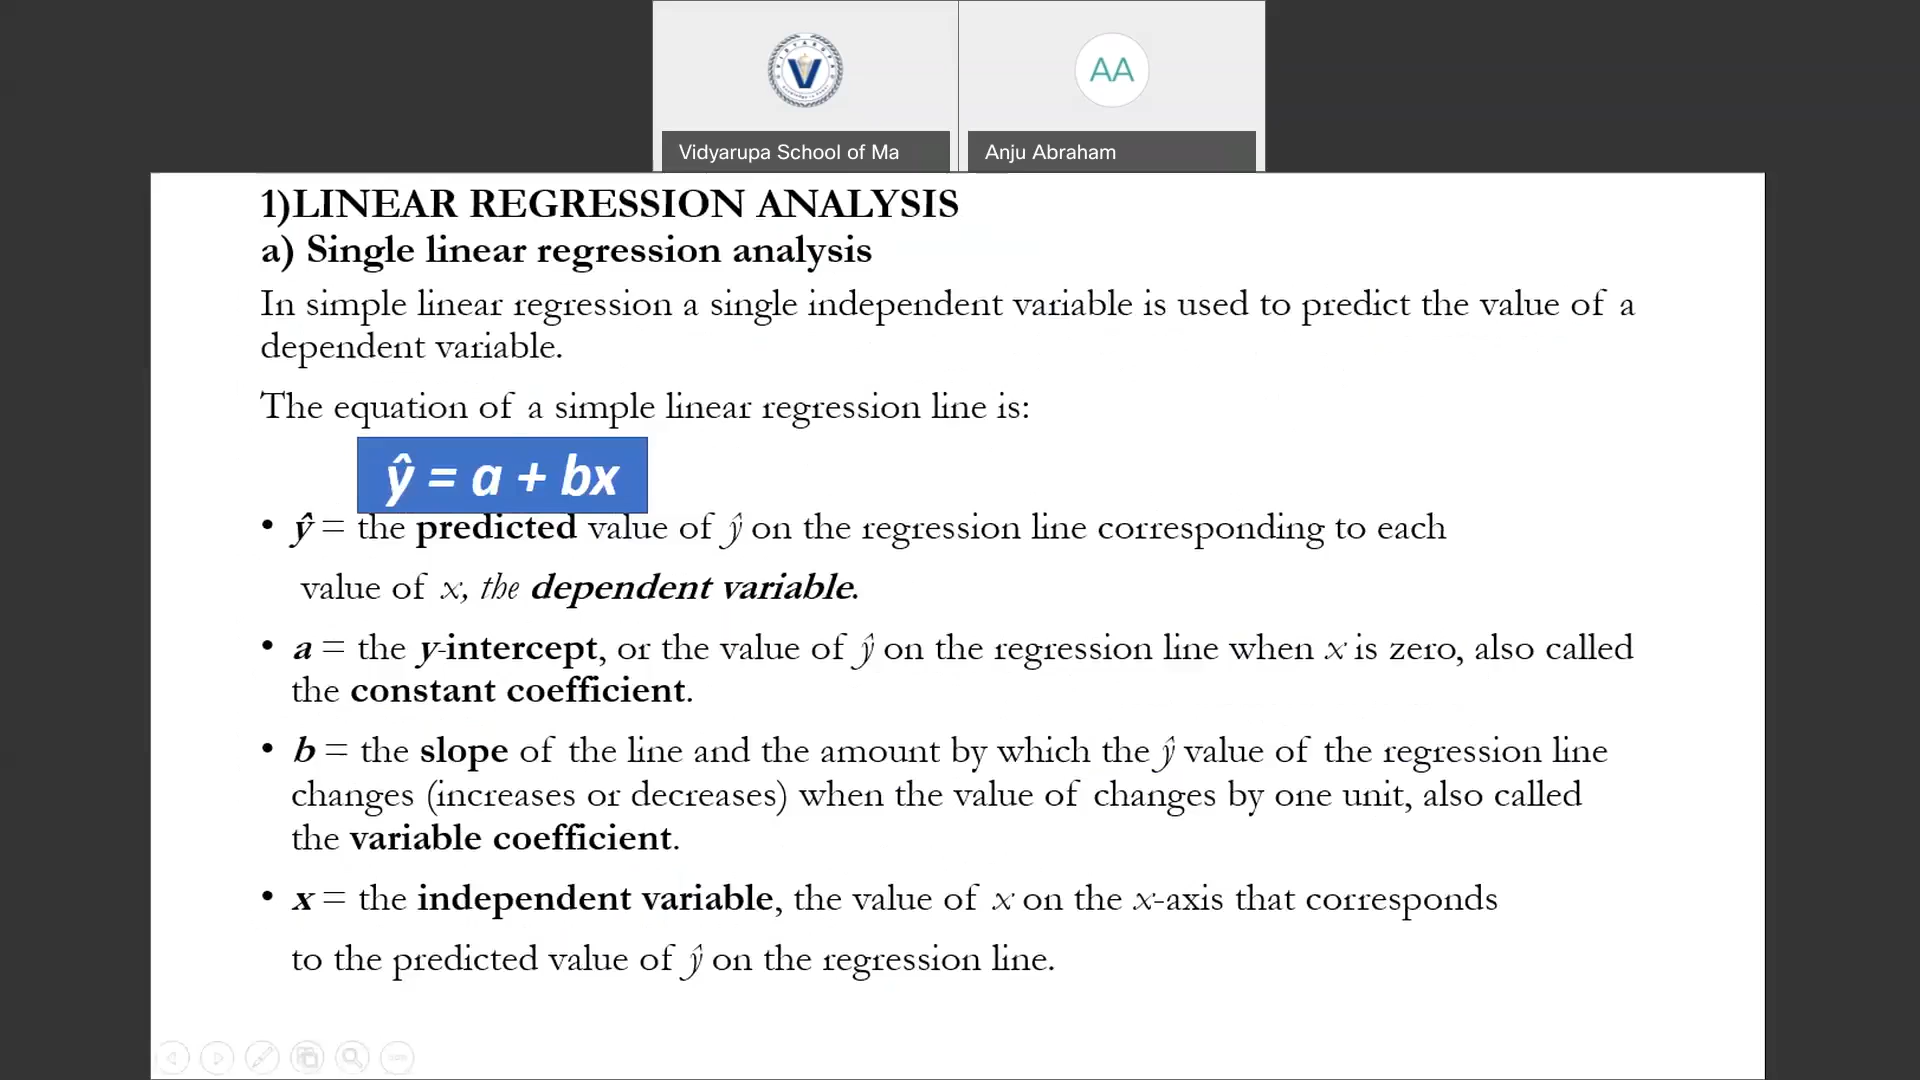 Vidyarupa School of Ma
AA
Anju Abraham
1)LINEAR REGRESSION ANALYSIS
a) Single linear regression analysis
In simple linear regression a single independent variable is used to predict the value of a
dependent variable.
The equation of a simple linear regression line is:
ŷ = a + bx
• ŷ = the predicted value of ŷ on the regression line corresponding to each
value of x, the dependent variable.
• a = the y-intercept, or the value of ŷ on the regression line when x is zero, also called
the constant coefficient.
• b = the slope of the line and the amount by which the ŷ value of the regression line
changes (increases or decreases) when the value of changes by one unit, also called
the variable coefficient.
• x = the independent variable, the value of x on the x-axis that corresponds
to the predicted value of ŷ on the regression line.